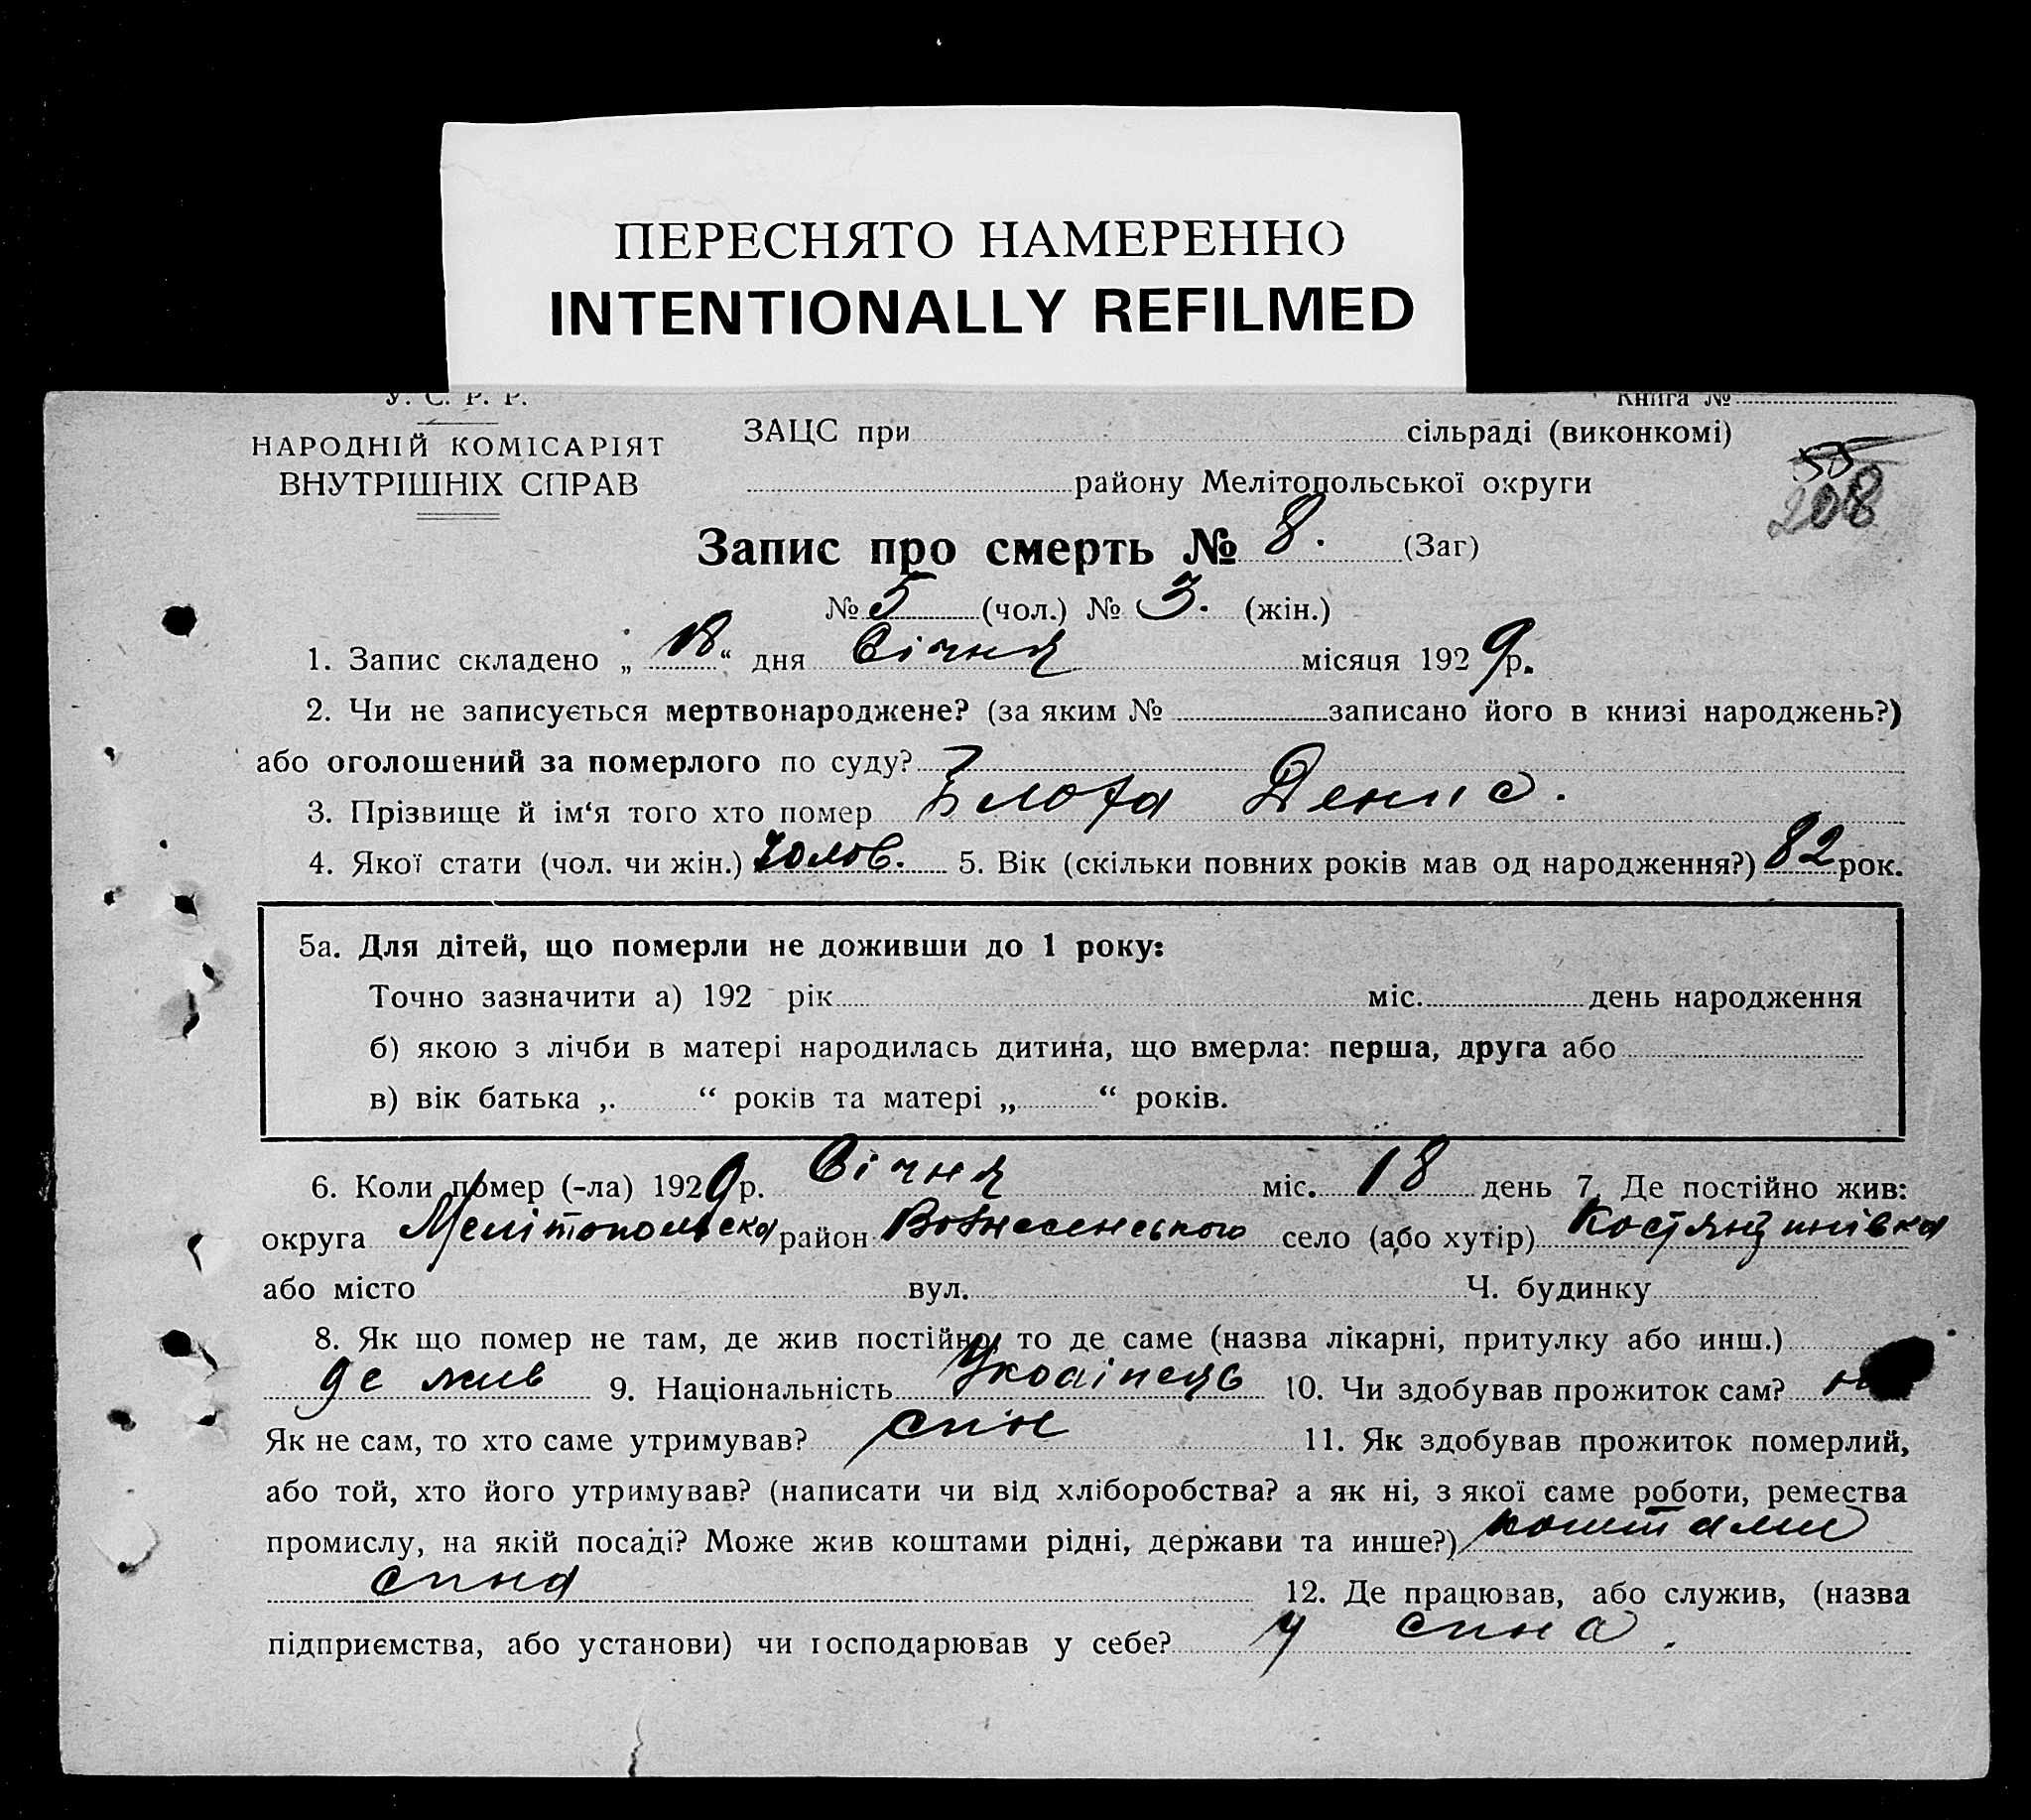 ПЕРЕСНЯТО НАМЕРЕННО
INTENTIONALLY REFILMED
У. С. Р. Р.
Книга №
НАРОДНІЙ КОМІСАРІЯТ
ВНУТРІШНІХ СПРАВ
ЗАЦС при сільраді (виконкомі)
району Мелітопольської округи
55
208
Запис про смерть № 8. (Заг)
№ 5 (чол.) № 3. (жін.)
1. Запис складено „ 18 “ дня Січня місяця 1929 р.
2. Чи не записується мертвонароджене? (за яким № записано його в книзі народжень?)
або оголошений за померлого по суду?
3. Прізвище й ім‘я того хто помер Денис.
4. Якої стати (чол. чи жін.) Чолов. 5. Вік (скільки повних років мав од народження?) 82 рок.
5а. Для дітей, що померли не доживши до 1 року:
Точно зазначити а) 192 рік міс. день народження
б) якою з лічби в матері народилась дитина, що вмерла: перша, друга або
в) вік батька „ “ років та матері „ “ років.
6. Коли помер (-ла) 1929 р. Січня міс. 18 день 7. Де постійно жив:
округа Мелітопольска район Вознесенського село (або хутір) Костянтинівка
або місто вул. Ч. будинку
8. Як що помер не там, де жив постійно, то де саме (назва лікарні, притулку або инш.)
де жив 9. Національність Украінець 10. Чи здобував прожиток сам?
Як не сам, то хто саме утримував? син 11. Як здобував прожиток померлий,
або той, хто його утримував? (написати чи від хліборобства? а як ні, з якої саме роботи, ремества
промислу, на якій посаді? Може жив коштами рідні, держави та инше?) коштами
сина 12. Де працював, або служив, (назва
підприємства, або установи) чи господарював у себе? у сина.